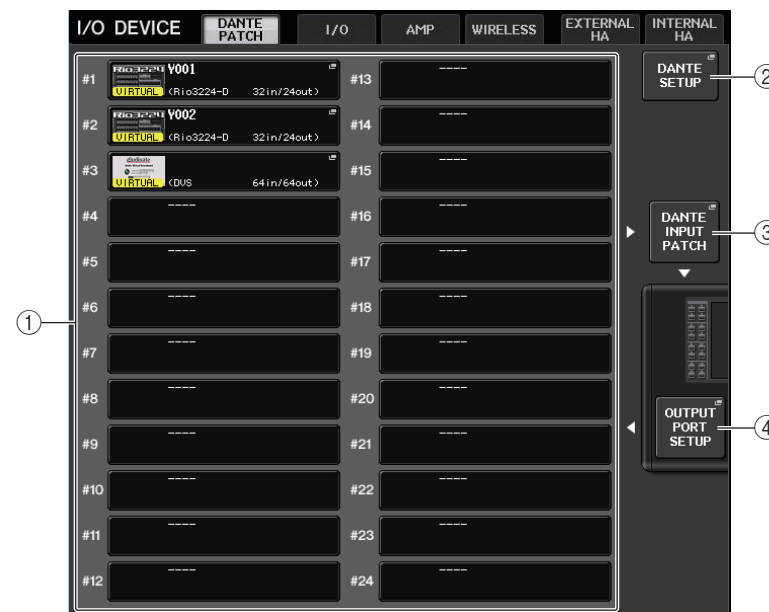 I/O DEVICE
DANTE PATCH
I/O
AMP
WIRELESS
EXTERNAL HA
INTERNAL HA
#1
Rio3224
Y001
VIRTUAL
(Rio3224-D 32in/24out)
#2
Rio3224
Y002
VIRTUAL
(Rio3224-D 32in/24out)
#3
Audinate
VIRTUAL
(DVS 64in/64out)
#4 ----
#5 ----
#6 ----
#7 ----
#8 ----
#9 ----
#10 ----
#11 ----
#12 ----
#13 ----
#14 ----
#15 ----
#16 ----
#17 ----
#18 ----
#19 ----
#20 ----
#21 ----
#22 ----
#23 ----
#24 ----
DANTE
SETUP
DANTE
INPUT
PATCH
OUTPUT
PORT
SETUP
①
②
③
④